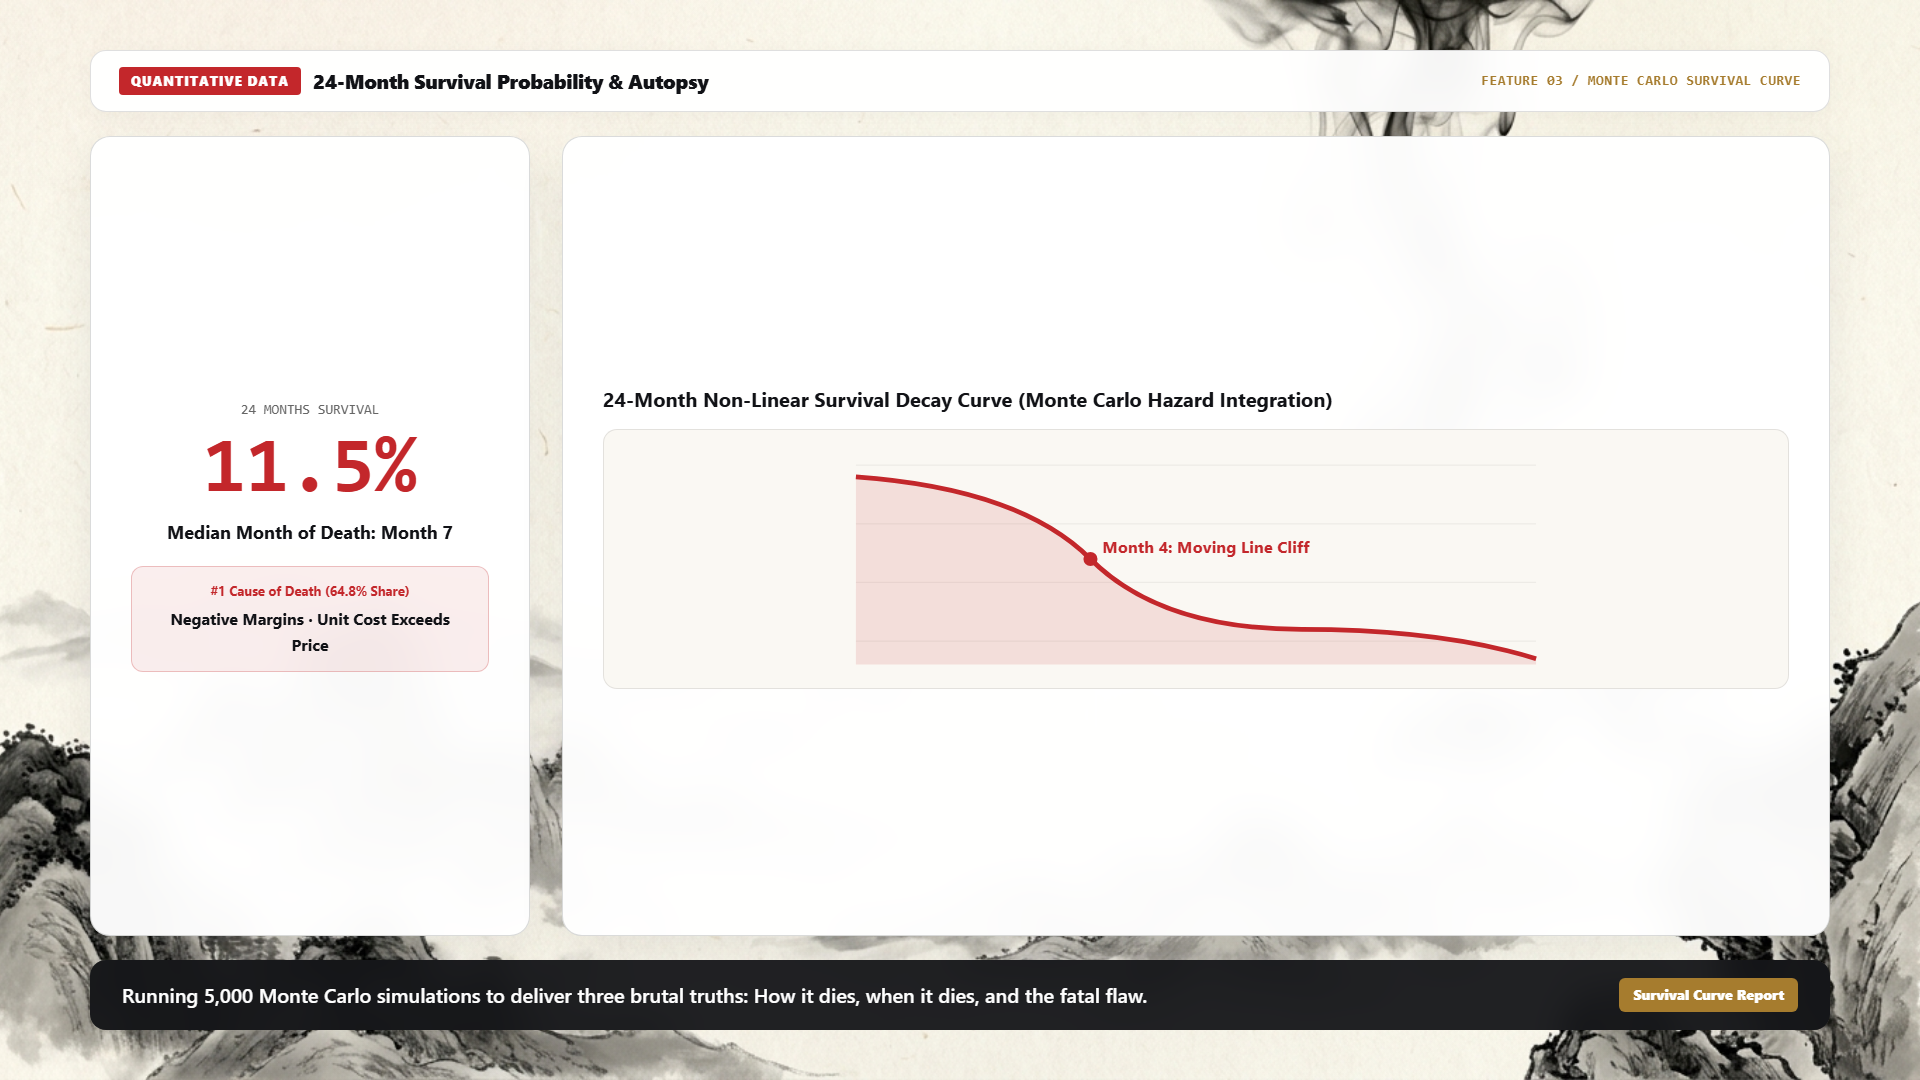 QUANTITATIVE DATA
24-Month Survival Probability & Autopsy
FEATURE 03 / MONTE CARLO SURVIVAL CURVE
24 MONTHS SURVIVAL
11.5%
Median Month of Death: Month 7
#1 Cause of Death (64.8% Share)
Negative Margins · Unit Cost Exceeds
Price
24-Month Non-Linear Survival Decay Curve (Monte Carlo Hazard Integration)
Month 4: Moving Line Cliff
Running 5,000 Monte Carlo simulations to deliver three brutal truths: How it dies, when it dies, and the fatal flaw.
Survival Curve Report